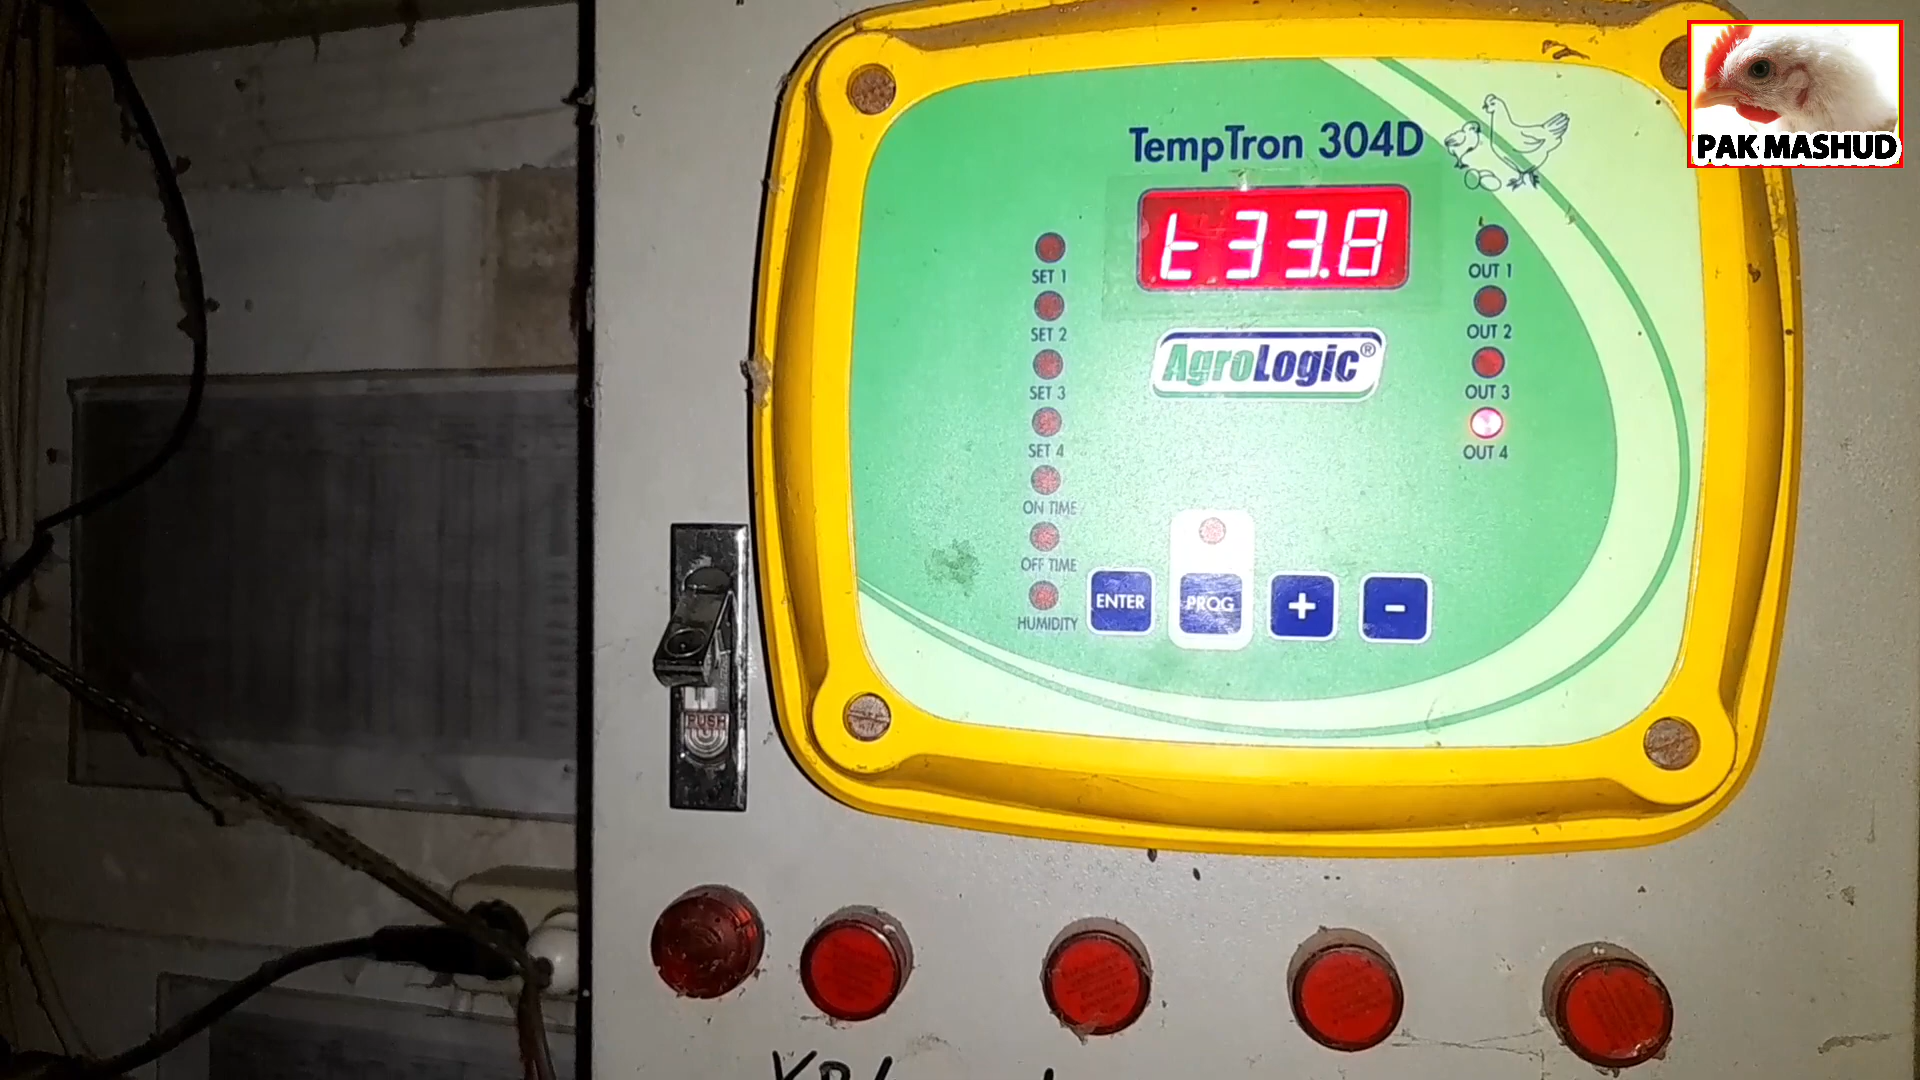 PAK MASHUD
TempTron 304D
t33.8
AgroLogic®
SET 1
SET 2
SET 3
SET 4
ON TIME
OFF TIME
HUMIDITY
OUT 1
OUT 2
OUT 3
OUT 4
ENTER
PROG
+
-
PUSH